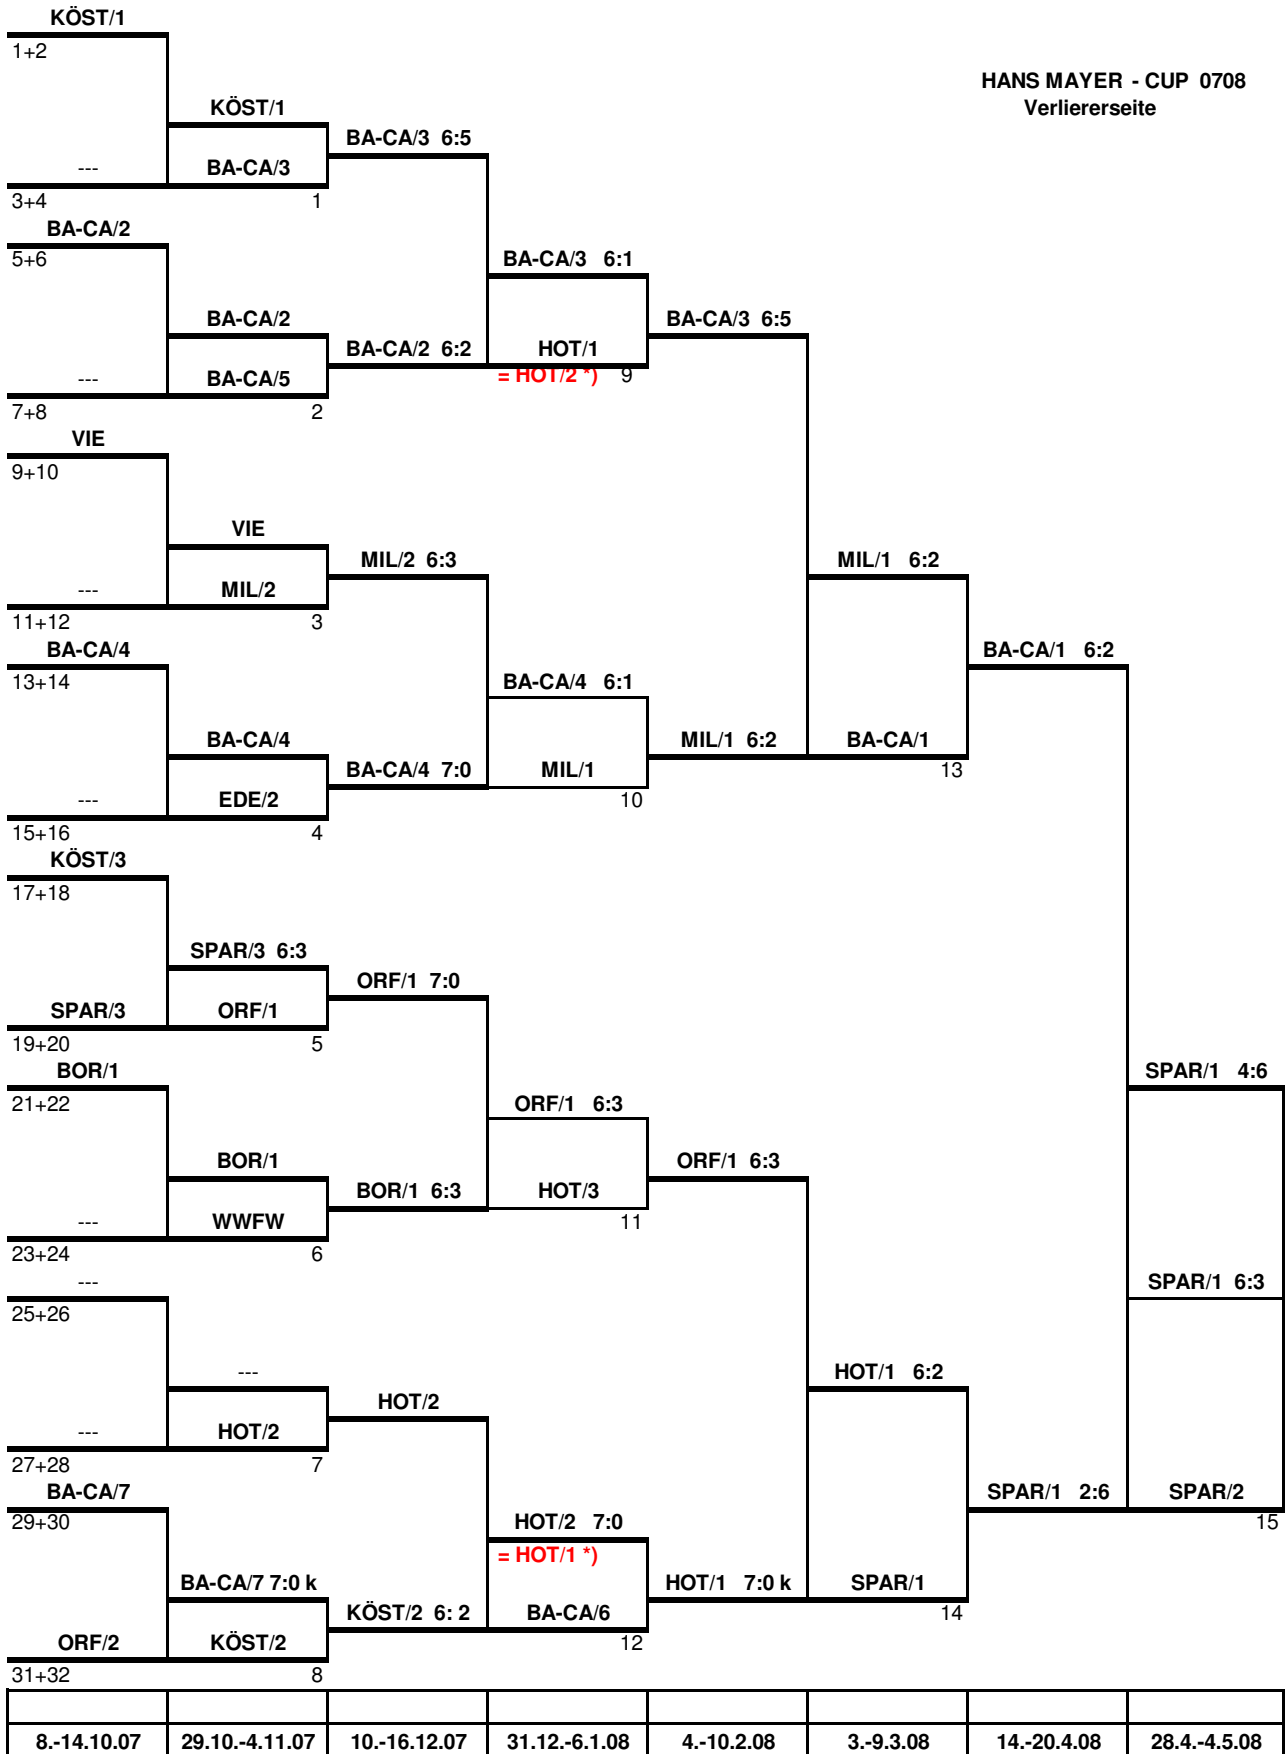 KÖST/1
1+2
HANS MAYER - CUP 0708
KÖST/1
Verliererseite
BA-CA/3 6:5
---
BA-CA/3
3+4
1
BA-CA/2
5+6
BA-CA/3 6:1
BA-CA/2
BA-CA/3 6:5
BA-CA/2 6:2
HOT/1
---
BA-CA/5
= HOT/2 *)
9
7+8
2
VIE
9+10
VIE
MIL/2 6:3
MIL/1 6:2
---
MIL/2
11+12
3
BA-CA/4
BA-CA/1 6:2
13+14
BA-CA/4 6:1
BA-CA/4
MIL/1 6:2
BA-CA/1
BA-CA/4 7:0
MIL/1
13
---
EDE/2
10
15+16
4
KÖST/3
17+18
SPAR/3 6:3
ORF/1 7:0
SPAR/3
ORF/1
19+20
5
BOR/1
SPAR/1 4:6
21+22
ORF/1 6:3
BOR/1
ORF/1 6:3
BOR/1 6:3
HOT/3
---
WWFW
11
23+24
6
---
SPAR/1 6:3
25+26
---
HOT/1 6:2
HOT/2
---
HOT/2
27+28
7
BA-CA/7
SPAR/1 2:6
SPAR/2
29+30
HOT/2 7:0
15
= HOT/1 *)
BA-CA/7 7:0 k
HOT/1 7:0 k
SPAR/1
KÖST/2 6: 2
BA-CA/6
14
ORF/2
KÖST/2
12
31+32
8
8.-14.10.07 29.10.-4.11.07 10.-16.12.07 31.12.-6.1.08 4.-10.2.08 3.-9.3.08 14.-20.4.08 28.4.-4.5.08